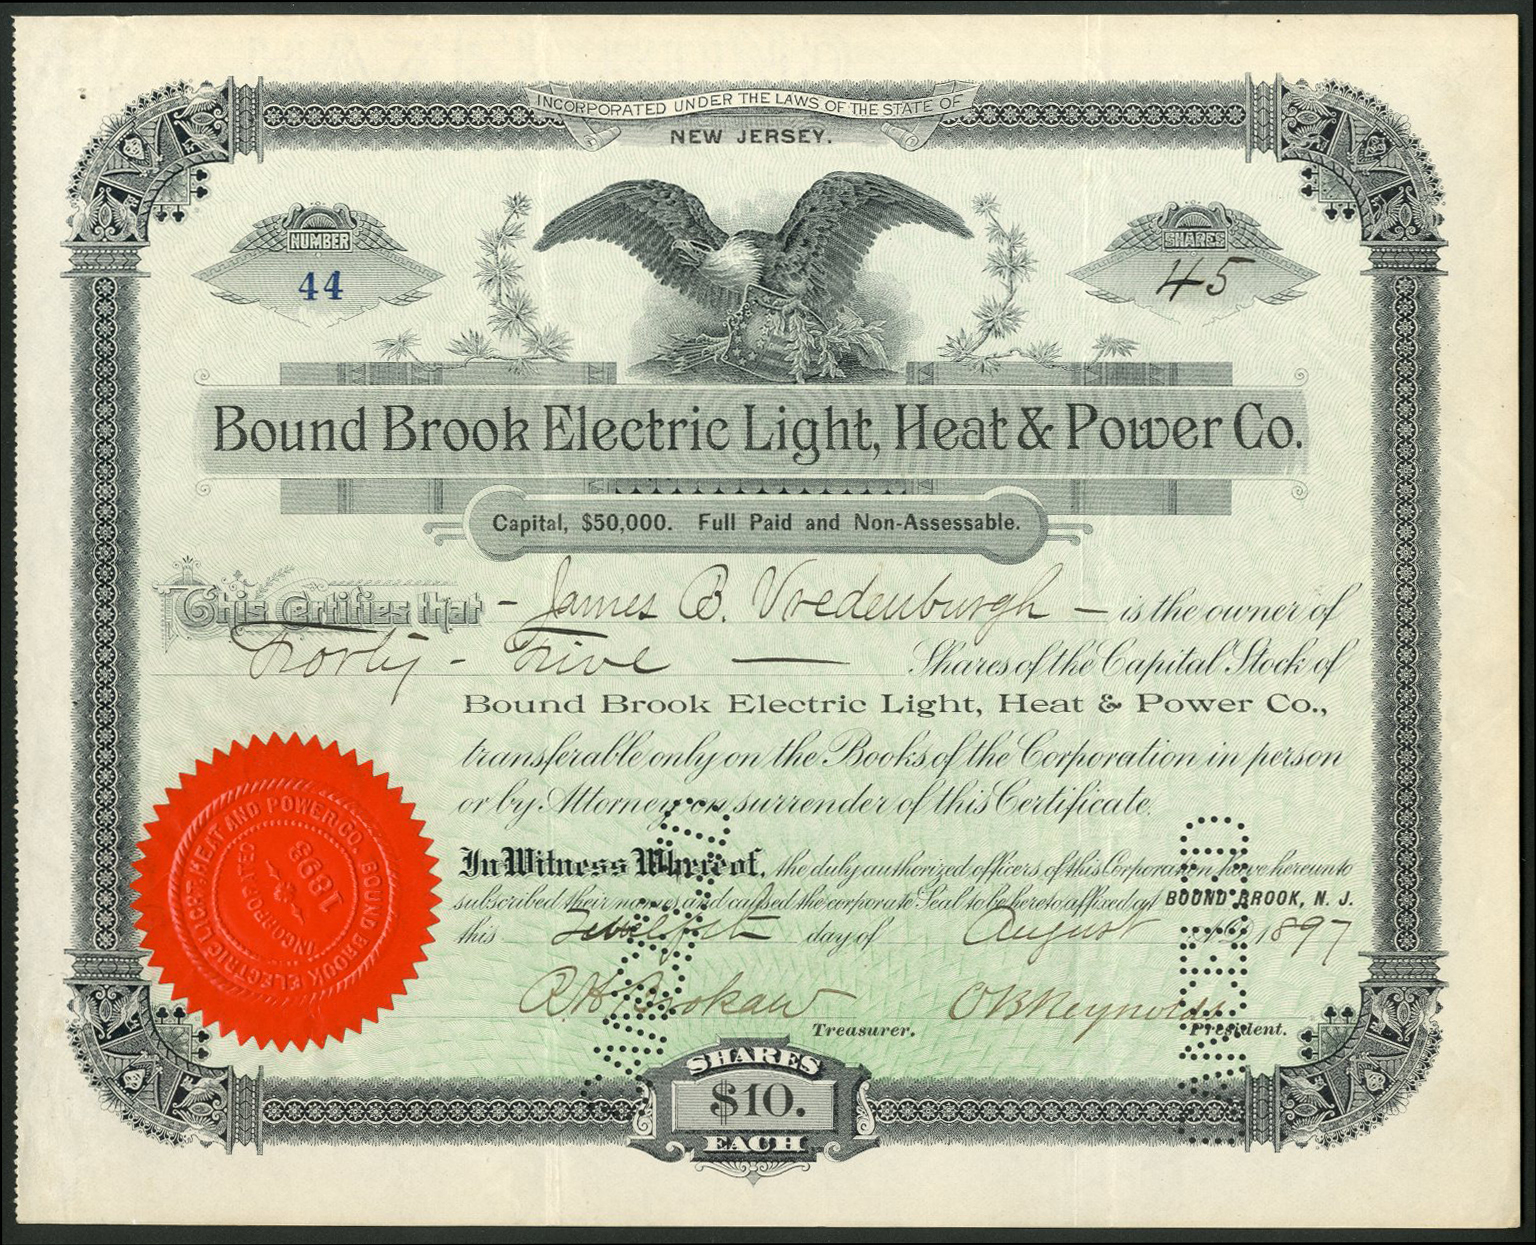 INCORPORATED UNDER THE LAWS OF THE STATE OF
NEW JERSEY.
NUMBER
44
SHARES
45
Bound Brook Electric Light, Heat & Power Co.
Capital, $50,000. Full Paid and Non-Assessable.
This Certifies that - James B. Vredenburgh - is the owner of
Forty - Five — Shares of the Capital Stock of
Bound Brook Electric Light, Heat & Power Co.,
transferable only on the Books of the Corporation in person
or by Attorney on surrender of this Certificate.
In Witness Whereof, the duly authorized officers of this Corporation have hereunto
subscribed their names and caused the corporate Seal to be hereto affixed at BOUND BROOK, N. J.
this Twelfth day of August A.D. 1897
R H Brokaw Treasurer.
O B Reynolds President.
BOUND BROOK ELECTRIC LIGHT, HEAT AND POWER CO.
INCORPORATED
1893
SHARES
$10.
EACH